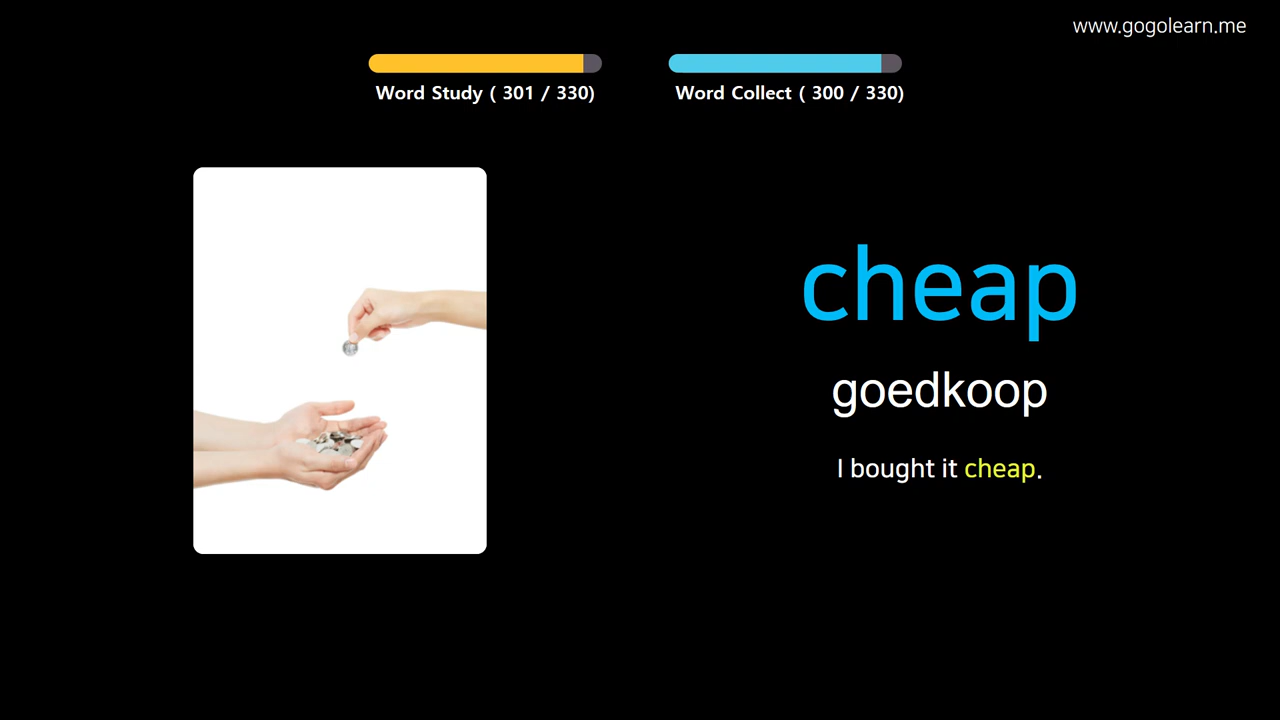 www.gogolearn.me
Word Study ( 301 / 330)
Word Collect ( 300 / 330)
cheap
goedkoop
I bought it cheap.